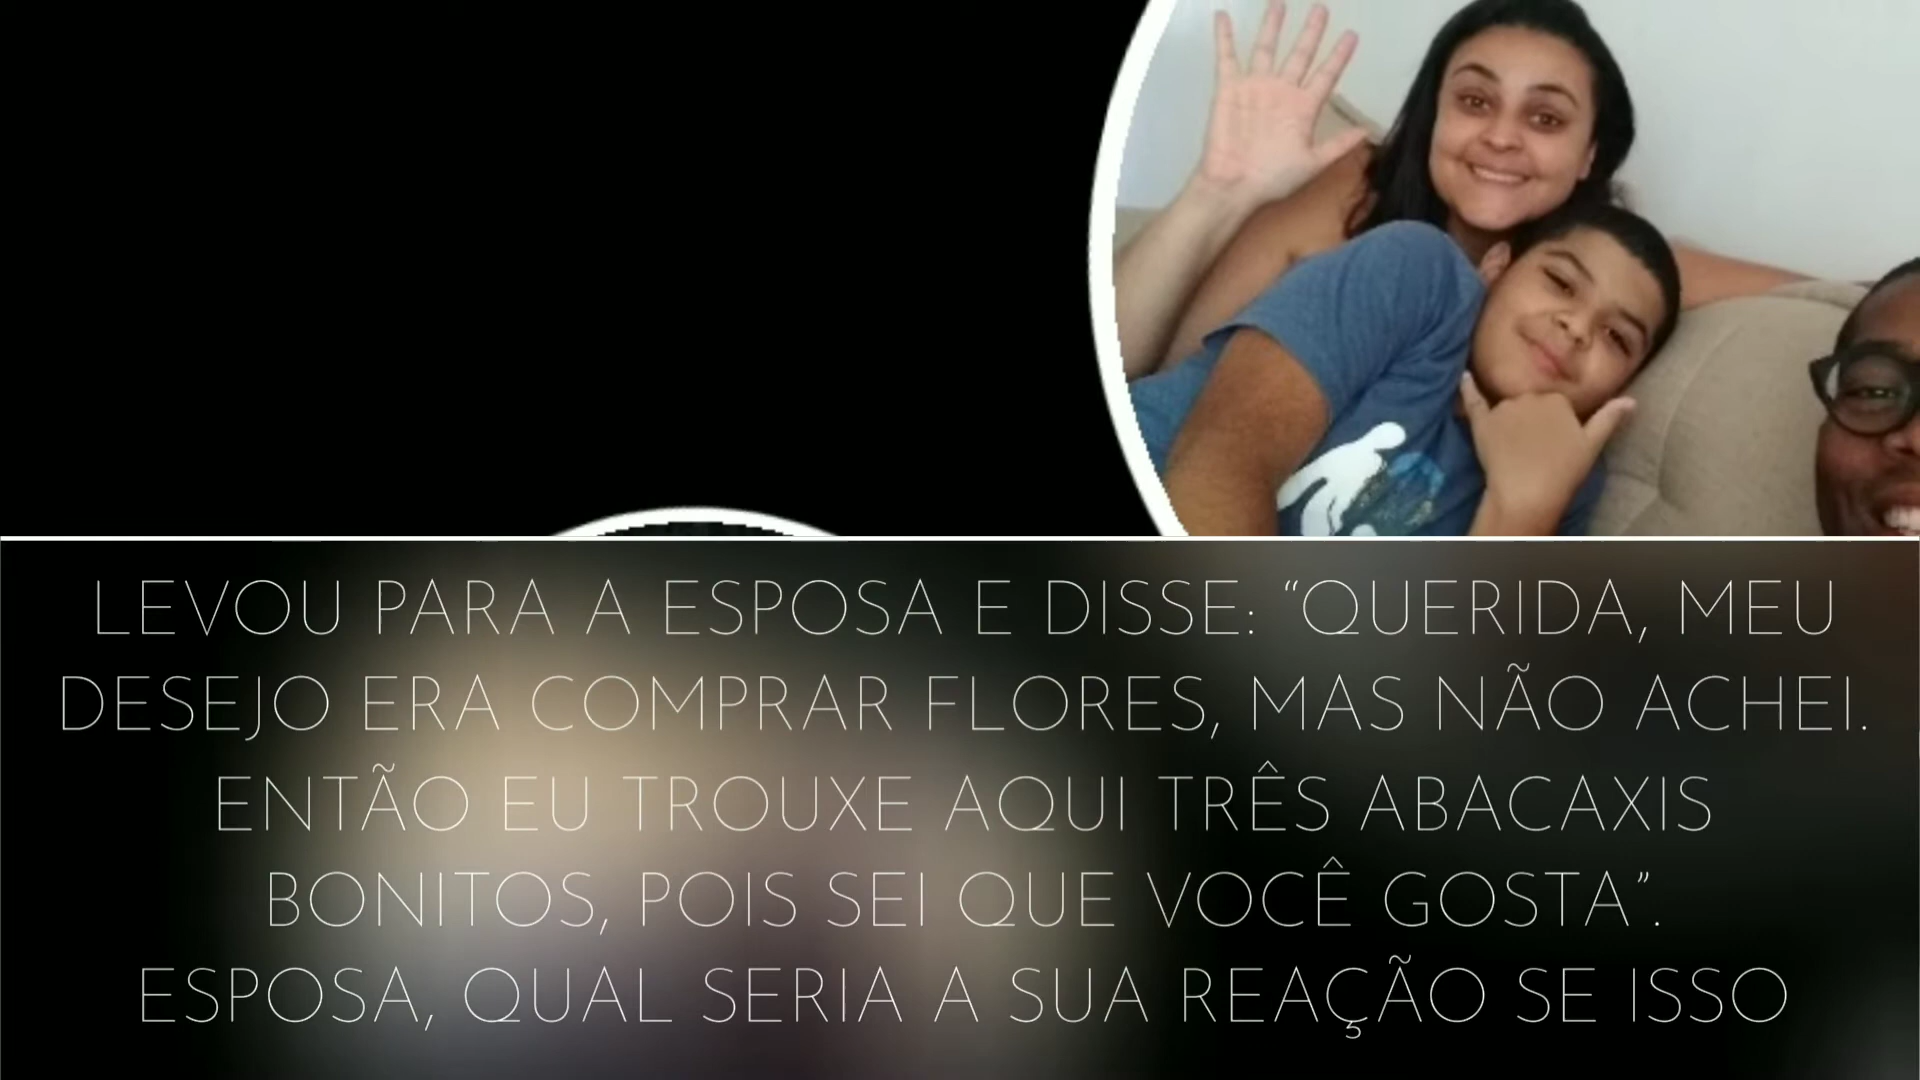 LEVOU PARA A ESPOSA E DISSE: “QUERIDA, MEU
DESEJO ERA COMPRAR FLORES, MAS NÃO ACHEI.
ENTÃO EU TROUXE AQUI TRÊS ABACAXIS
BONITOS, POIS SEI QUE VOCÊ GOSTA”.
ESPOSA, QUAL SERIA A SUA REAÇÃO SE ISSO